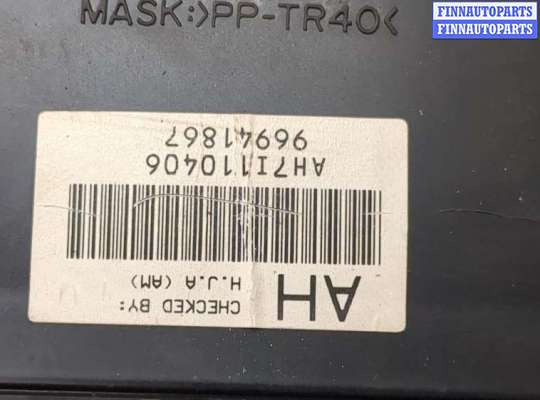 MASK:>PP-TR40<
FINNAUTOPARTS
FINNAUTOPARTS
AH
CHECKED BY:
H.J.A (AM)
AH7I110406
96941867